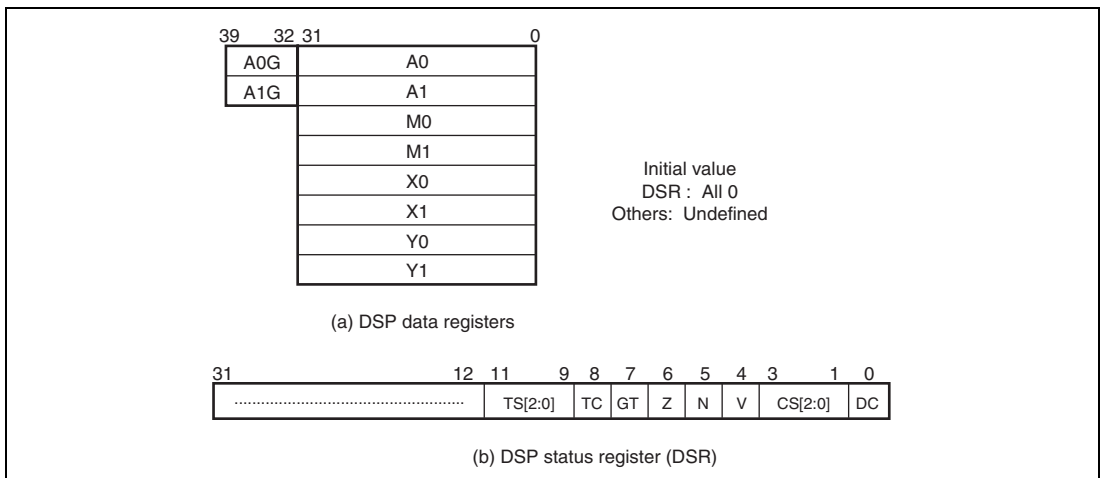 39 32 31 0
A0G A0
A1G A1
M0
M1
X0
X1
Y0
Y1
Initial value
DSR : All 0
Others: Undefined
(a) DSP data registers
31 12 11 9 8 7 6 5 4 3 1 0
.................................................... TS[2:0] TC GT Z N V CS[2:0] DC
(b) DSP status register (DSR)